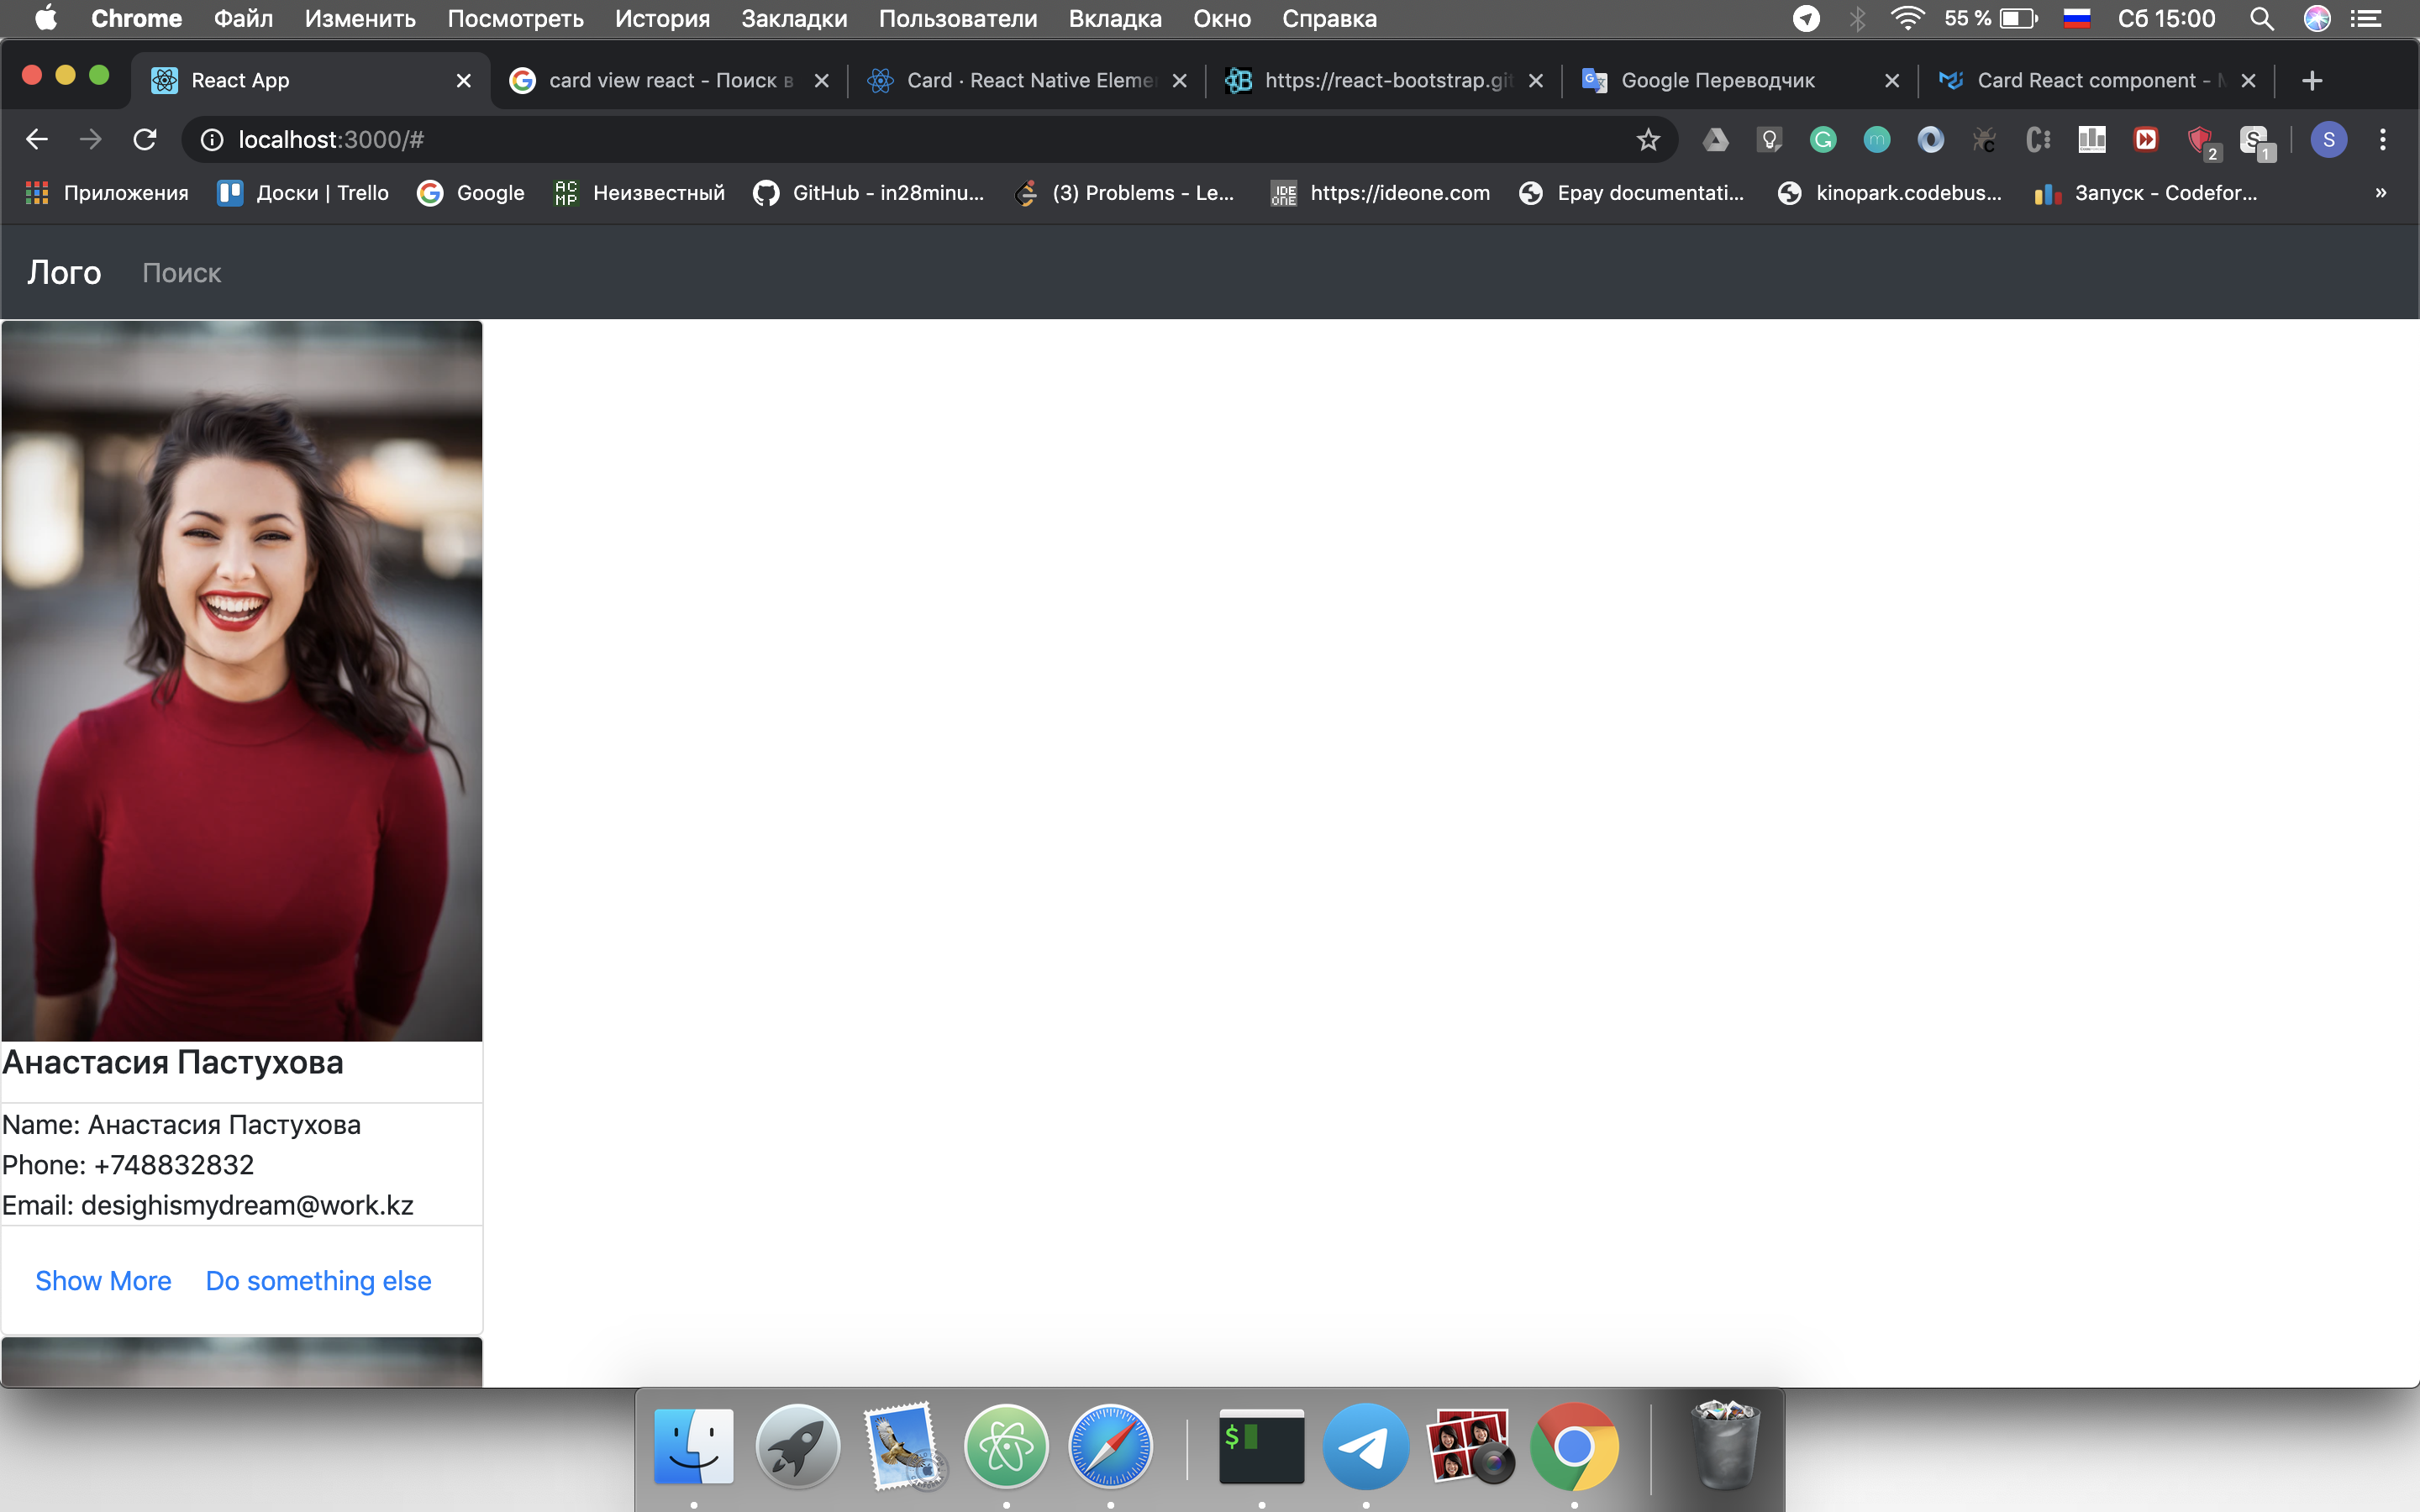 Chrome Файл Изменить Посмотреть История Закладки Пользователи Вкладка Окно Справка 55 % Сб 15:00
React App card view react - Поиск в Card · React Native Eleme https://react-bootstrap.git Google Переводчик Card React component -
localhost:3000/# 2 1 S
Приложения Доски | Trello Google Неизвестный GitHub - in28minu... (3) Problems - Le... https://ideone.com Epay documentati... kinopark.codebus... Запуск - Codefor... »
Лого Поиск
Анастасия Пастухова
Name: Анастасия Пастухова
Phone: +748832832
Email: desighismydream@work.kz
Show More Do something else